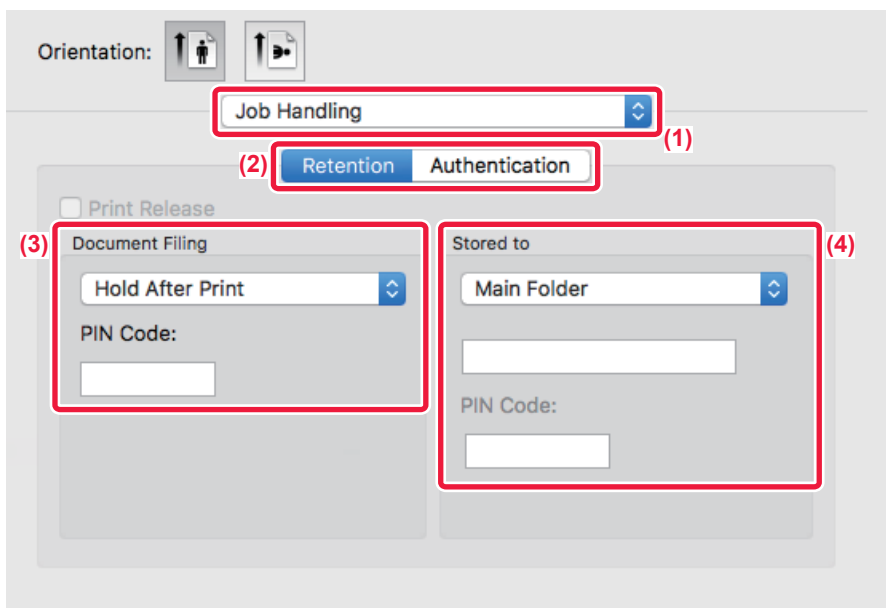 Orientation:
Job Handling
(1)
(2)
Retention Authentication
Print Release
(3)
Document Filing
Hold After Print
PIN Code:
Stored to
(4)
Main Folder
PIN Code: